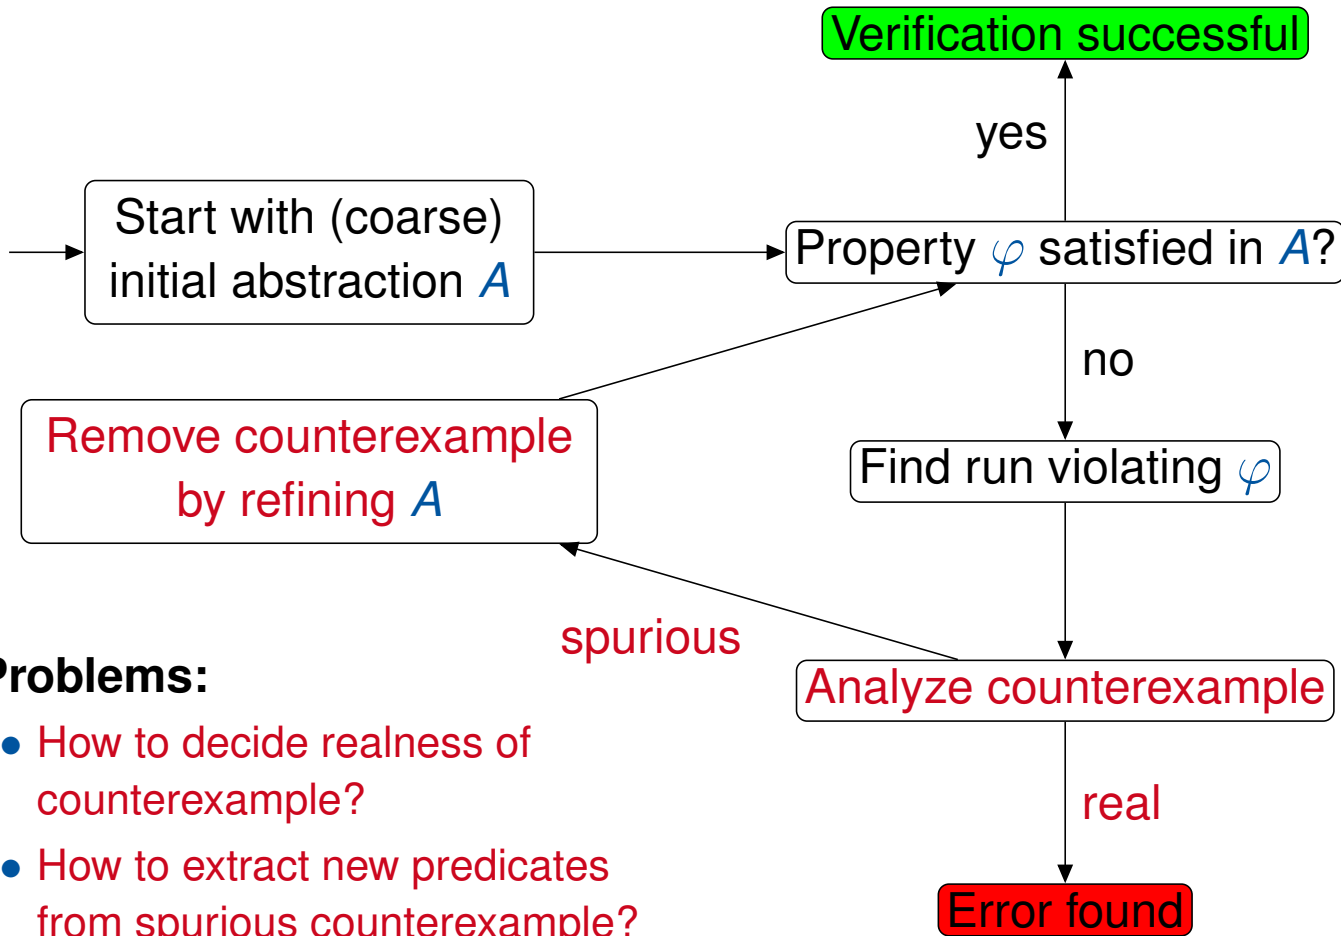 Verification successful
yes
Start with (coarse)
initial abstraction A
Property φ satisfied in A?
no
Remove counterexample
by refining A
Find run violating φ
spurious
Analyze counterexample
Problems:
• How to decide realness of
counterexample?
real
• How to extract new predicates
from spurious counterexample?
Error found